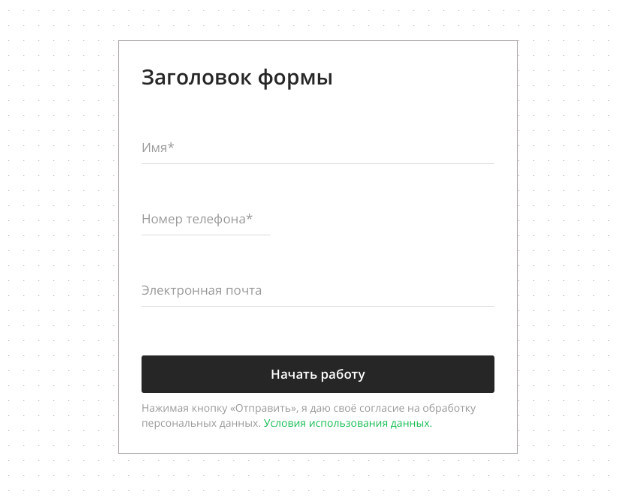 Заголовок формы
Имя*
Номер телефона*
Электронная почта
Начать работу
Нажимая кнопку «Отправить», я даю своё согласие на обработку
персональных данных. Условия использования данных.